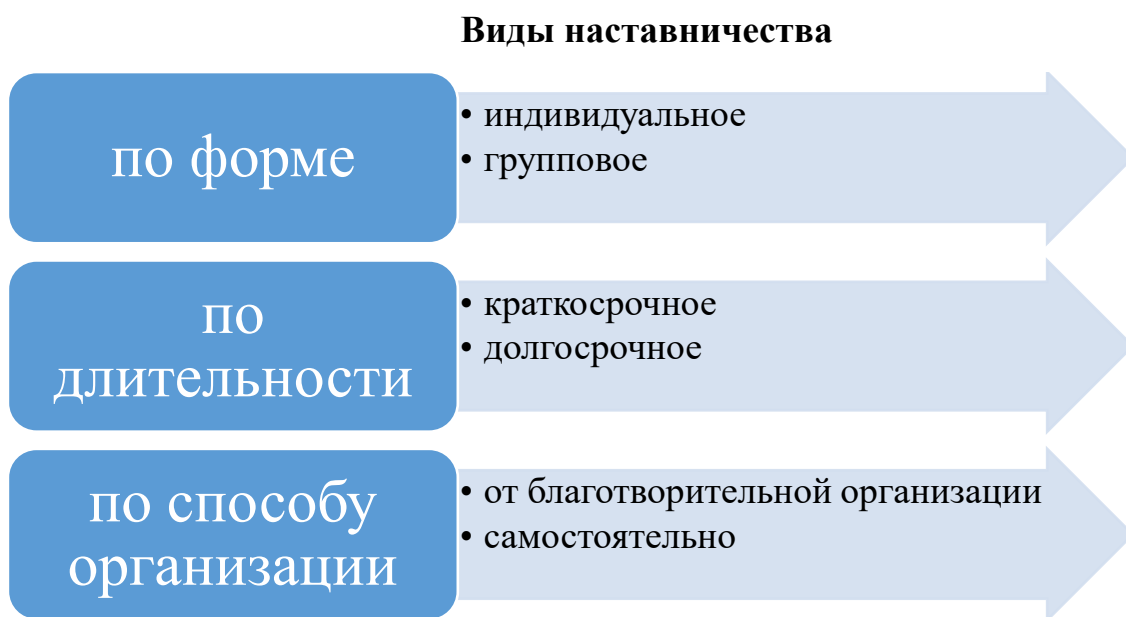 Виды наставничества
по форме
• индивидуальное
• групповое
по
длительности
• краткосрочное
• долгосрочное
по способу
организации
• от благотворительной организации
• самостоятельно